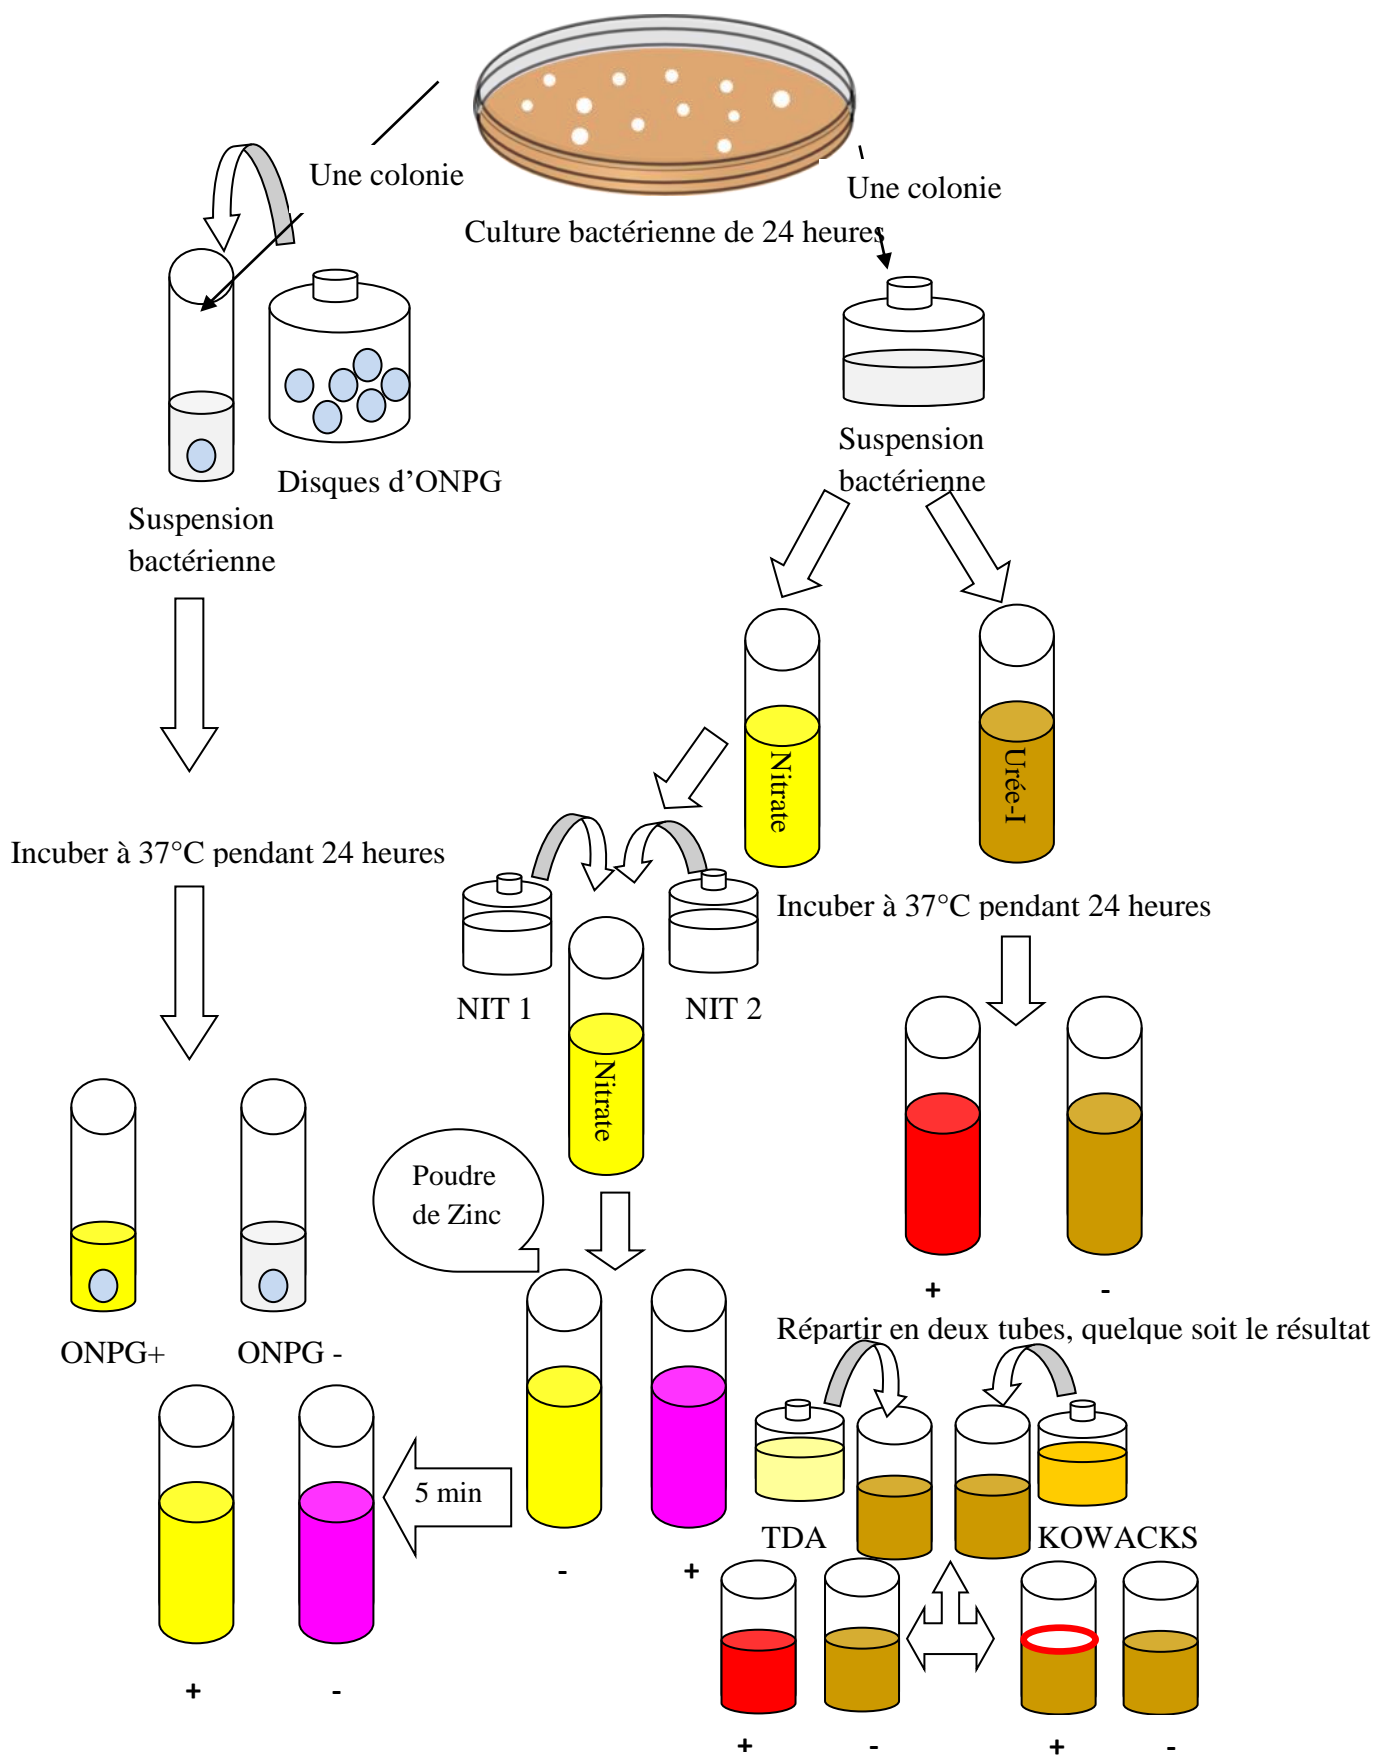 Une colonie
Une colonie
Culture bactérienne de 24 heures
Disques d’ONPG
Suspension
bactérienne
Suspension
bactérienne
Nitrate
Urée-I
Incuber à 37°C pendant 24 heures
Incuber à 37°C pendant 24 heures
NIT 1
NIT 2
Nitrate
Poudre
de Zinc
+
-
Répartir en deux tubes, quelque soit le résultat
ONPG+
ONPG -
5 min
TDA
KOWACKS
-
+
+
-
+
-
+
-